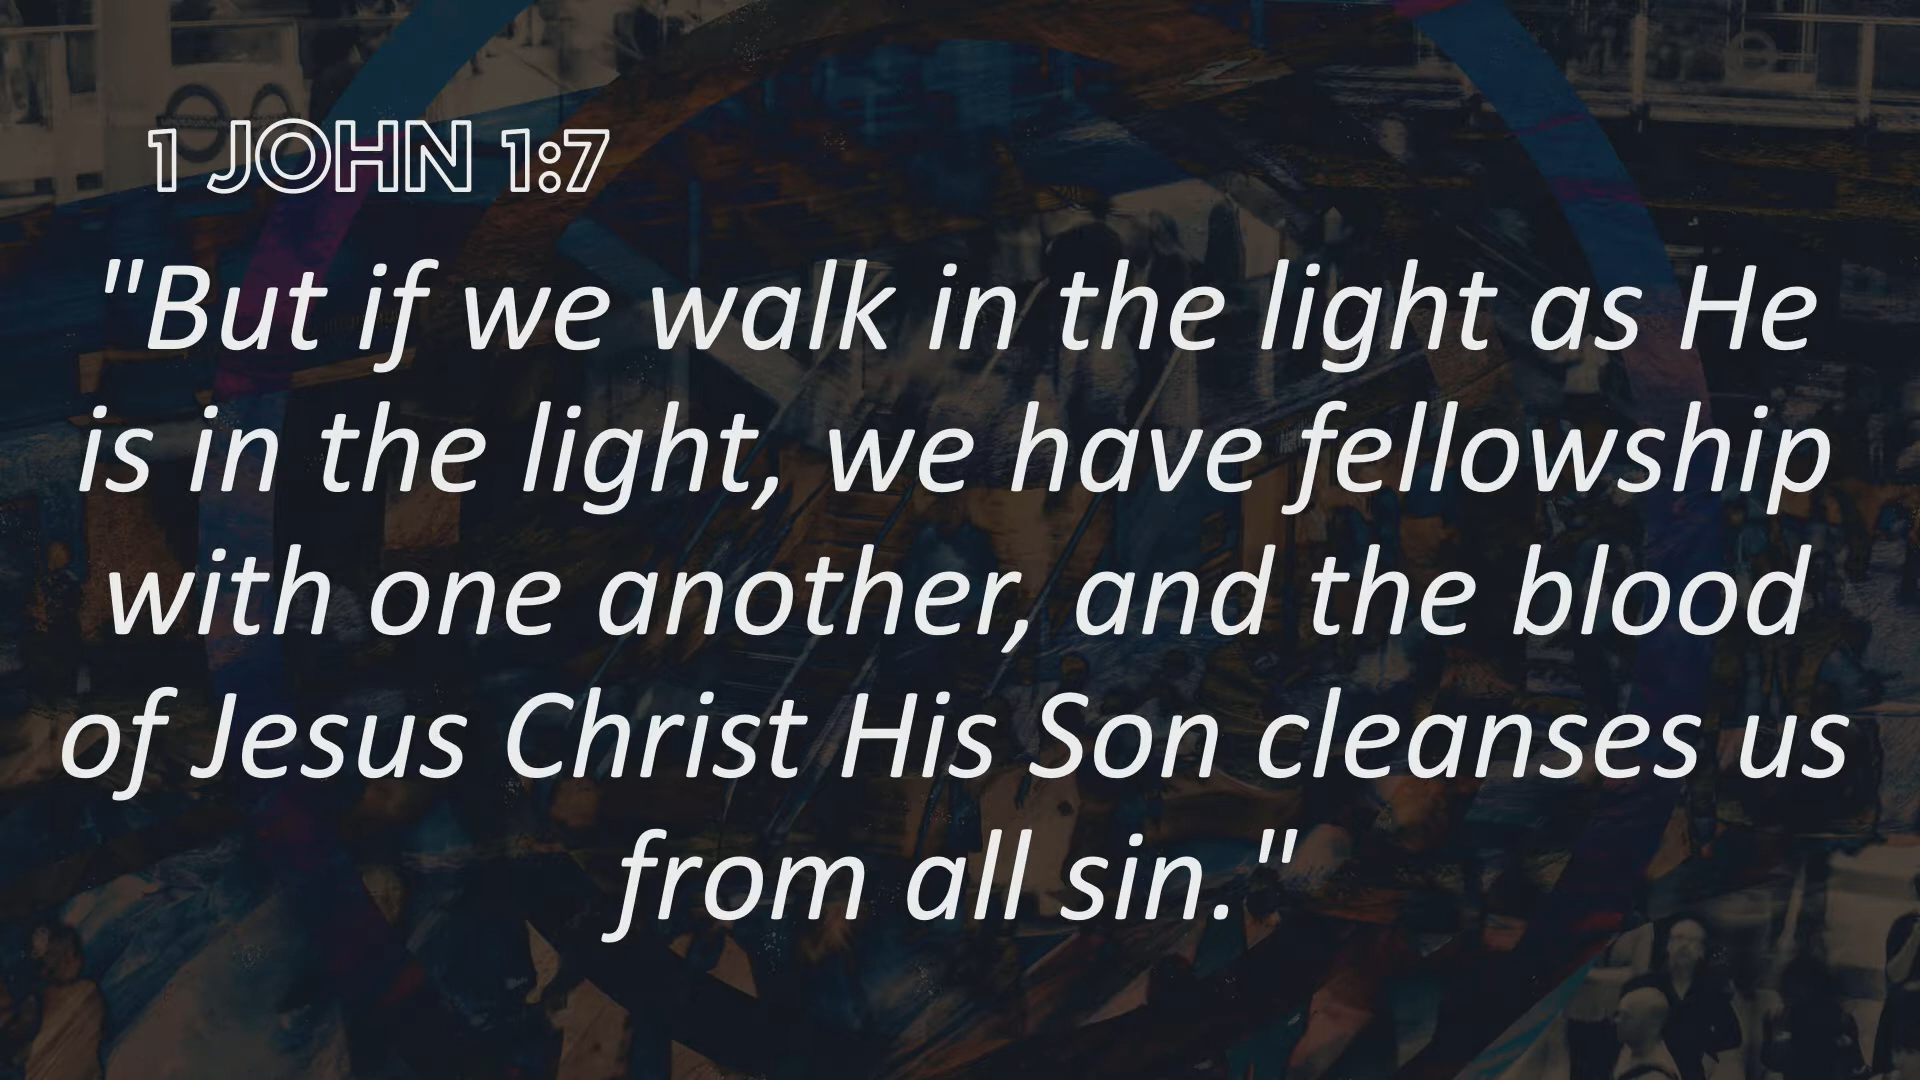 1 JOHN 1:7
"But if we walk in the light as He
is in the light, we have fellowship
with one another, and the blood
of Jesus Christ His Son cleanses us
from all sin."